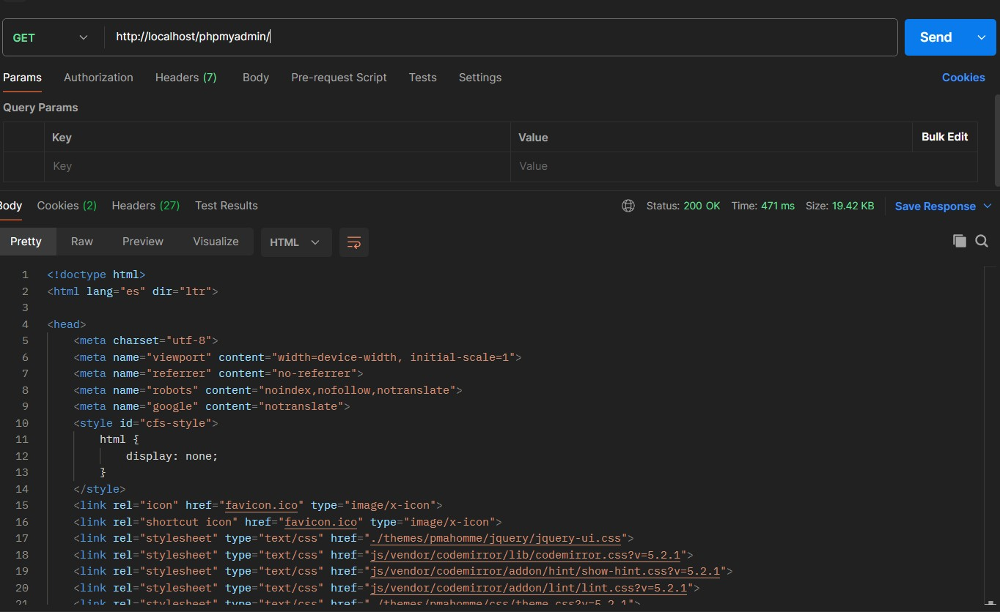 GET http://localhost/phpmyadmin/ Send
Params Authorization Headers (7) Body Pre-request Script Tests Settings Cookies
Query Params
Key Value Bulk Edit
Key Value
Body Cookies (2) Headers (27) Test Results Status: 200 OK Time: 471 ms Size: 19.42 KB Save Response
Pretty Raw Preview Visualize HTML
1 <!doctype html>
2 <html lang="es" dir="ltr">
3
4 <head>
5 <meta charset="utf-8">
6 <meta name="viewport" content="width=device-width, initial-scale=1">
7 <meta name="referrer" content="no-referrer">
8 <meta name="robots" content="noindex,nofollow,notranslate">
9 <meta name="google" content="notranslate">
10 <style id="cfs-style">
11 html {
12 display: none;
13 }
14 </style>
15 <link rel="icon" href="favicon.ico" type="image/x-icon">
16 <link rel="shortcut icon" href="favicon.ico" type="image/x-icon">
17 <link rel="stylesheet" type="text/css" href="./themes/pmahomme/jquery/jquery-ui.css">
18 <link rel="stylesheet" type="text/css" href="js/vendor/codemirror/lib/codemirror.css?v=5.2.1">
19 <link rel="stylesheet" type="text/css" href="js/vendor/codemirror/addon/hint/show-hint.css?v=5.2.1">
20 <link rel="stylesheet" type="text/css" href="js/vendor/codemirror/addon/lint/lint.css?v=5.2.1">
21 <link rel="stylesheet" type="text/css" href="./themes/pmahomme/css/theme.css?v=5.2.1">